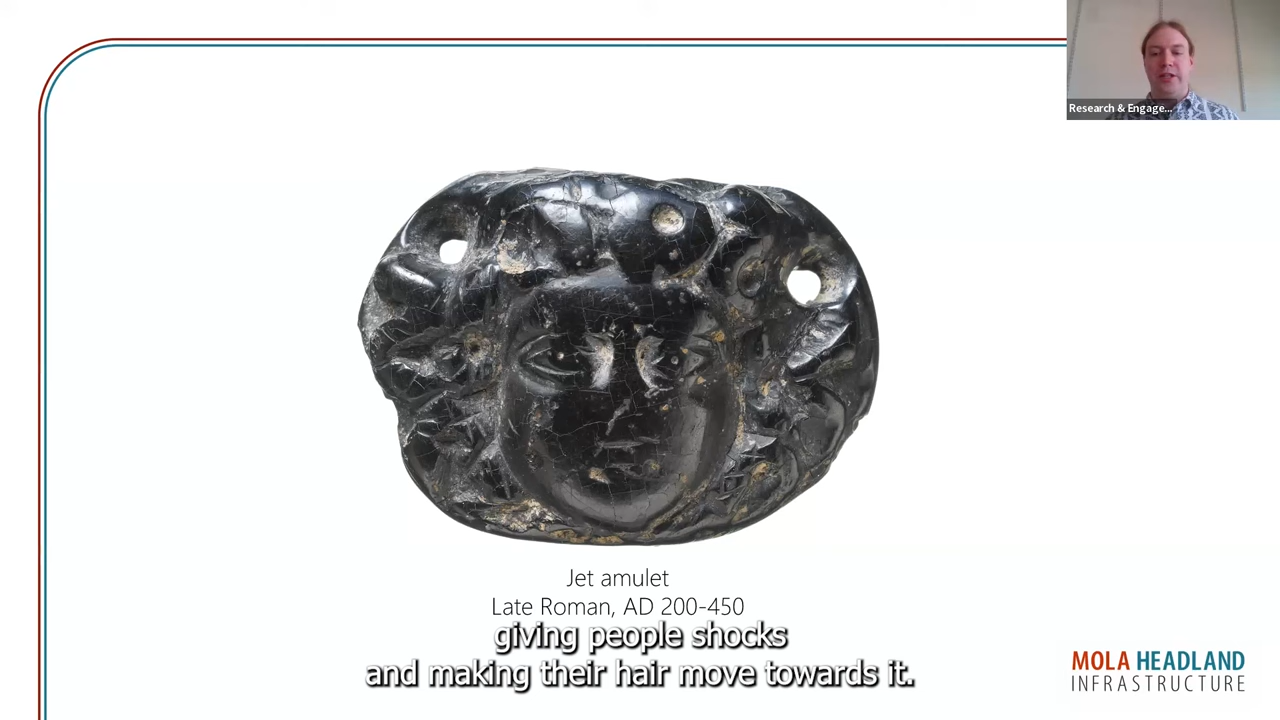 Research & Engage...
Jet amulet
Late Roman, AD 200-450
giving people shocks
and making their hair move towards it.
MOLA HEADLAND
INFRASTRUCTURE